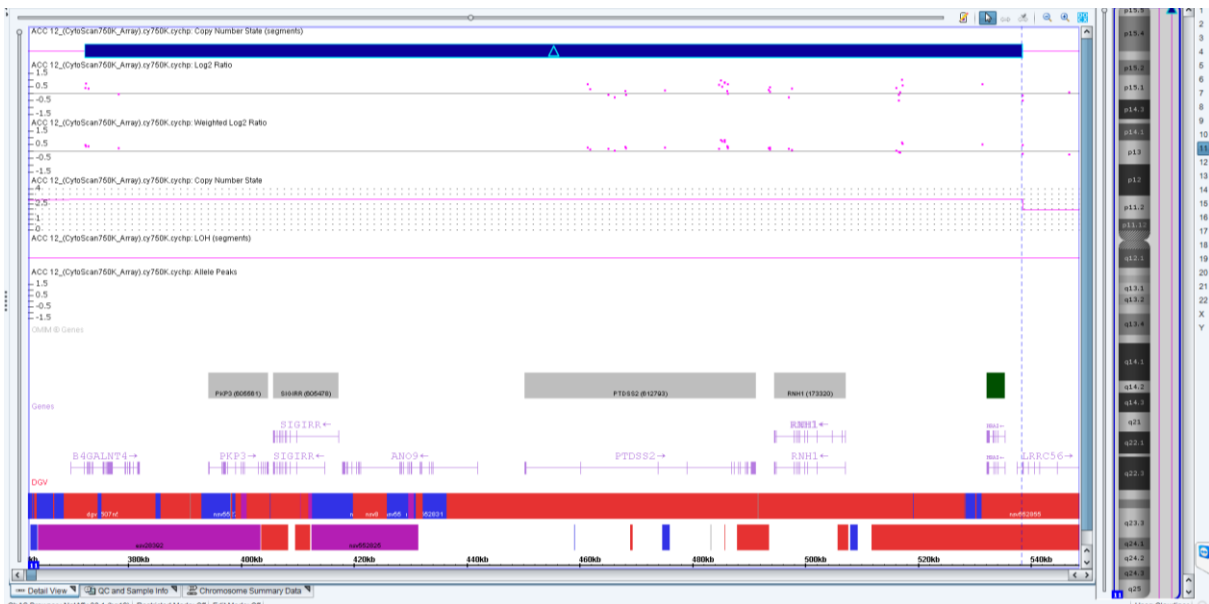 ACC 12_(CytoScan750K_Array).cy750K.cychp: Copy Number State (segments)
ACC 12_(CytoScan750K_Array).cy750K.cychp: Log2 Ratio
1.5
0.5
-0.5
-1.5
ACC 12_(CytoScan750K_Array).cy750K.cychp: Weighted Log2 Ratio
1.5
0.5
-0.5
-1.5
ACC 12_(CytoScan750K_Array).cy750K.cychp: Copy Number State
4
2.5
1
0
ACC 12_(CytoScan750K_Array).cy750K.cychp: LOH (segments)
ACC 12_(CytoScan750K_Array).cy750K.cychp: Allele Peaks
1.5
0.5
-0.5
-1.5
OMIM ® Genes
PKP3 (605561) SIGIRR (605478) PTDSS2 (612793) RNH1 (173320)
Genes
SIGIRR← RNH1←
B4GALNT4→ PKP3→ SIGIRR← ANO9← PTDSS2→ RNH1← LRRC56→
DGV
380kb 400kb 420kb 440kb 460kb 480kb 500kb 520kb 540kb
11
Detail View QC and Sample Info Chromosome Summary Data
p15.5
p15.4
p15.2
p15.1
p14.3
p14.1
p13
p12
p11.2
p11.12
q12.1
q13.1
q13.2
q13.4
q14.1
q14.2
q14.3
q21
q22.1
q22.3
q23.3
q24.1
q24.2
q24.3
q25
11
1
2
3
4
5
6
7
8
9
10
11
12
13
14
15
16
17
18
19
20
21
22
X
Y